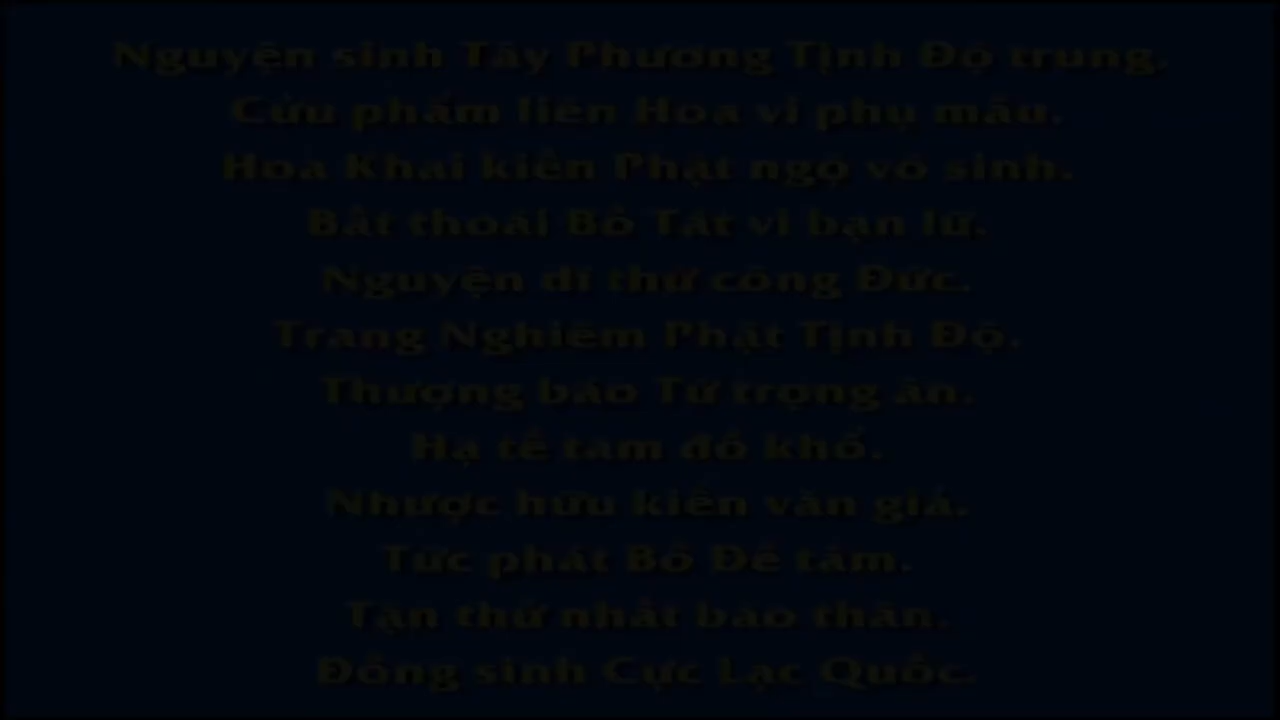 Nguyện sinh Tây Phương Tịnh Độ trung.
Cửu phẩm liên Hoa vi phụ mẫu.
Hoa Khai kiến Phật ngộ vô sinh.
Bất thoái Bồ Tát vi bạn lữ.
Nguyện dĩ thử công Đức.
Trang Nghiêm Phật Tịnh Độ.
Thượng báo Tứ trọng ân.
Hạ tế tam đồ khổ.
Nhược hữu kiến văn giả.
Tức phát Bồ Đề tâm.
Tận thử nhất báo thân.
Đồng sinh Cực Lạc Quốc.